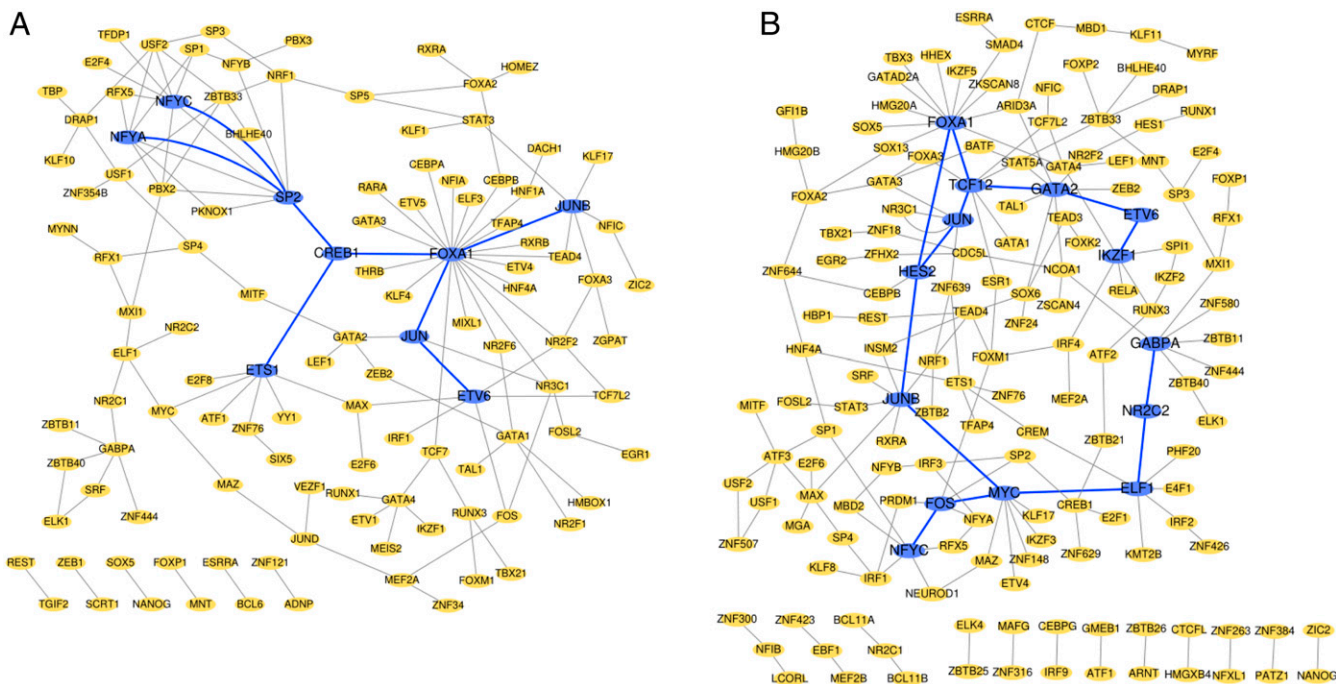 A
B
TFDP1
USF2
SP3
SP1
PBX3
E2F4
NFYB
RXRA
HOMEZ
NRF1
FOXA2
TBP
RFX5
NFYC
ZBTB33
SP5
DRAP1
STAT3
NFYA
BHLHE40
KLF1
KLF10
USF1
CEBPA
DACH1
KLF17
ZNF354B
PBX2
RARA
NFIA
CEBPB
SP2
ETV5
ELF3
HNF1A
JUNB
PKNOX1
GATA3
TFAP4
NFIC
MYNN
SP4
CREB1
FOXA1
RXRB
TEAD4
RFX1
THRB
ETV4
FOXA3
ZIC2
MITF
KLF4
HNF4A
MXI1
MIXL1
NR2C2
GATA2
JUN
NR2F6
NR2F2
ZGPAT
ELF1
LEF1
ETS1
ZEB2
NR3C1
E2F8
ETV6
TCF7L2
NR2C1
MYC
ATF1
YY1
MAX
ZBTB11
ZNF76
IRF1
GATA1
FOSL2
GABPA
TCF7
EGR1
ZBTB40
SIX5
E2F6
TAL1
SRF
MAZ
VEZF1
RUNX1
GATA4
HMBOX1
ELK1
ZNF444
ETV1
IKZF1
RUNX3
FOS
NR2F1
JUND
MEIS2
REST
ZEB1
SOX5
FOXP1
ESRRA
ZNF121
MEF2A
FOXM1
TBX21
TGIF2
SCRT1
NANOG
MNT
BCL6
ADNP
ZNF34
ESRRA
CTCF
MBD1
KLF11
SMAD4
MYRF
TBX3
HHEX
IKZF5
FOXP2
GATAD2A
ZKSCAN8
BHLHE40
NFIC
DRAP1
HMG20A
ARID3A
GFI1B
FOXA1
TCF7L2
ZBTB33
RUNX1
SOX5
HES1
SOX13
BATF
HMG20B
FOXA3
STAT5A
NR2F2
LEF1
MNT
E2F4
GATA4
GATA3
TCF12
GATA2
ZEB2
SP3
FOXP1
FOXA2
TAL1
NR3C1
JUN
TEAD3
ETV6
RFX1
TBX21
ZNF18
GATA1
FOXK2
SPI1
EGR2
ZFHX2
CDC5L
IKZF1
MXI1
ZNF644
HES2
NCOA1
IKZF2
CEBPB
ZNF639
ESR1
SOX6
RELA
ZSCAN4
RUNX3
ZNF580
HBP1
REST
TEAD4
ZNF24
HNF4A
INSM2
IRF4
GABPA
ZBTB11
NRF1
FOXM1
ATF2
ZNF444
SRF
ETS1
ZBTB40
FOSL2
JUNB
ZNF76
MEF2A
MITF
STAT3
ZBTB2
NR2C2
ELK1
SP1
TFAP4
CREM
RXRA
ZBTB21
ATF3
E2F6
NFYB
IRF3
SP2
PHF20
USF2
MAX
PRDM1
MYC
ELF1
E4F1
USF1
MBD2
FOS
CREB1
MGA
NFYA
KLF17
E2F1
IRF2
ZNF507
SP4
NFYC
RFX5
IKZF3
ZNF426
KLF8
IRF1
MAZ
ZNF148
ZNF629
KMT2B
NEUROD1
ETV4
ZNF300
ZNF423
BCL11A
ELK4
MAFG
CEBPG
GMEB1
ZBTB26
CTCFL
ZNF263
ZNF384
ZIC2
NFIB
EBF1
NR2C1
LCORL
MEF2B
BCL11B
ZBTB25
ZNF316
IRF9
ATF1
ARNT
HMGXB4
NFXL1
PATZ1
NANOG